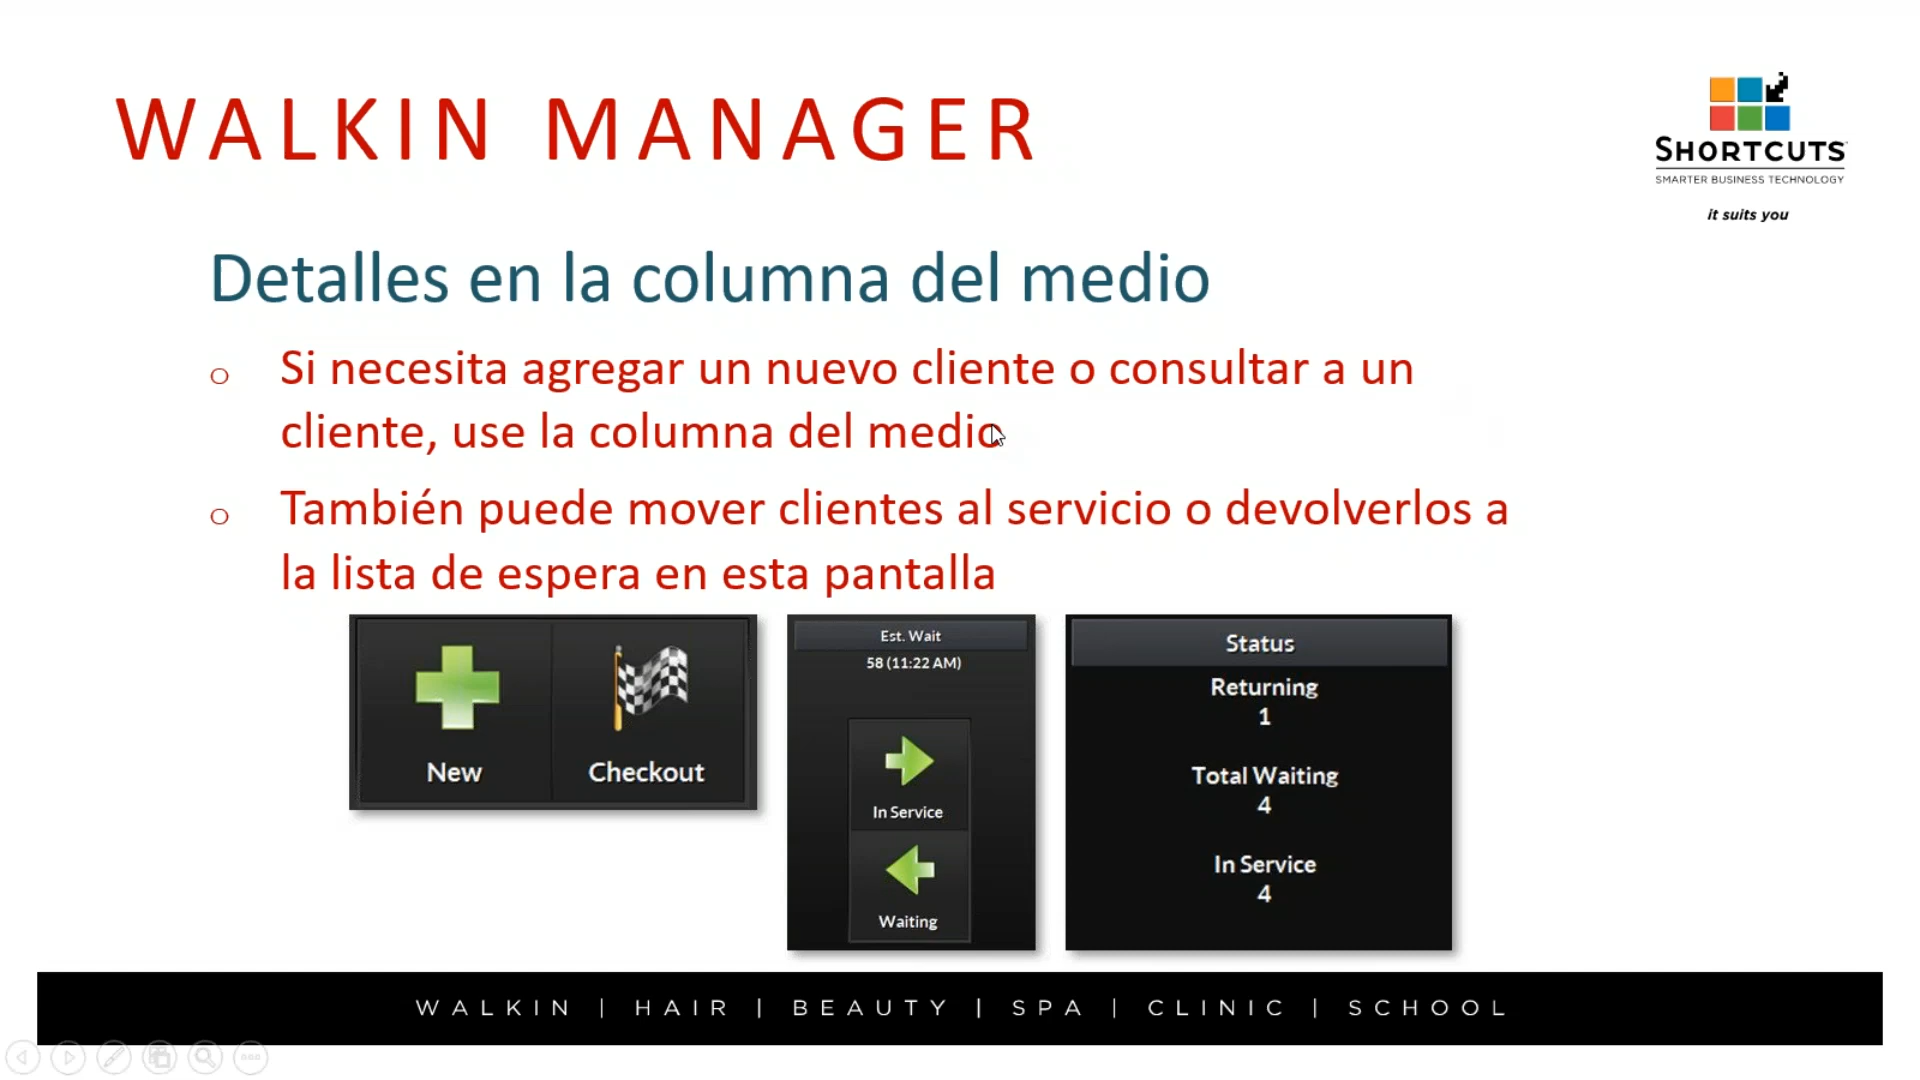 WALKIN MANAGER
SHORTCUTS
SMARTER BUSINESS TECHNOLOGY
it suits you
Detalles en la columna del medio
o Si necesita agregar un nuevo cliente o consultar a un
cliente, use la columna del medio
o También puede mover clientes al servicio o devolverlos a
la lista de espera en esta pantalla
New
Checkout
Est. Wait
58 (11:22 AM)
In Service
Waiting
Status
Returning
1
Total Waiting
4
In Service
4
WALKIN | HAIR | BEAUTY | SPA | CLINIC | SCHOOL